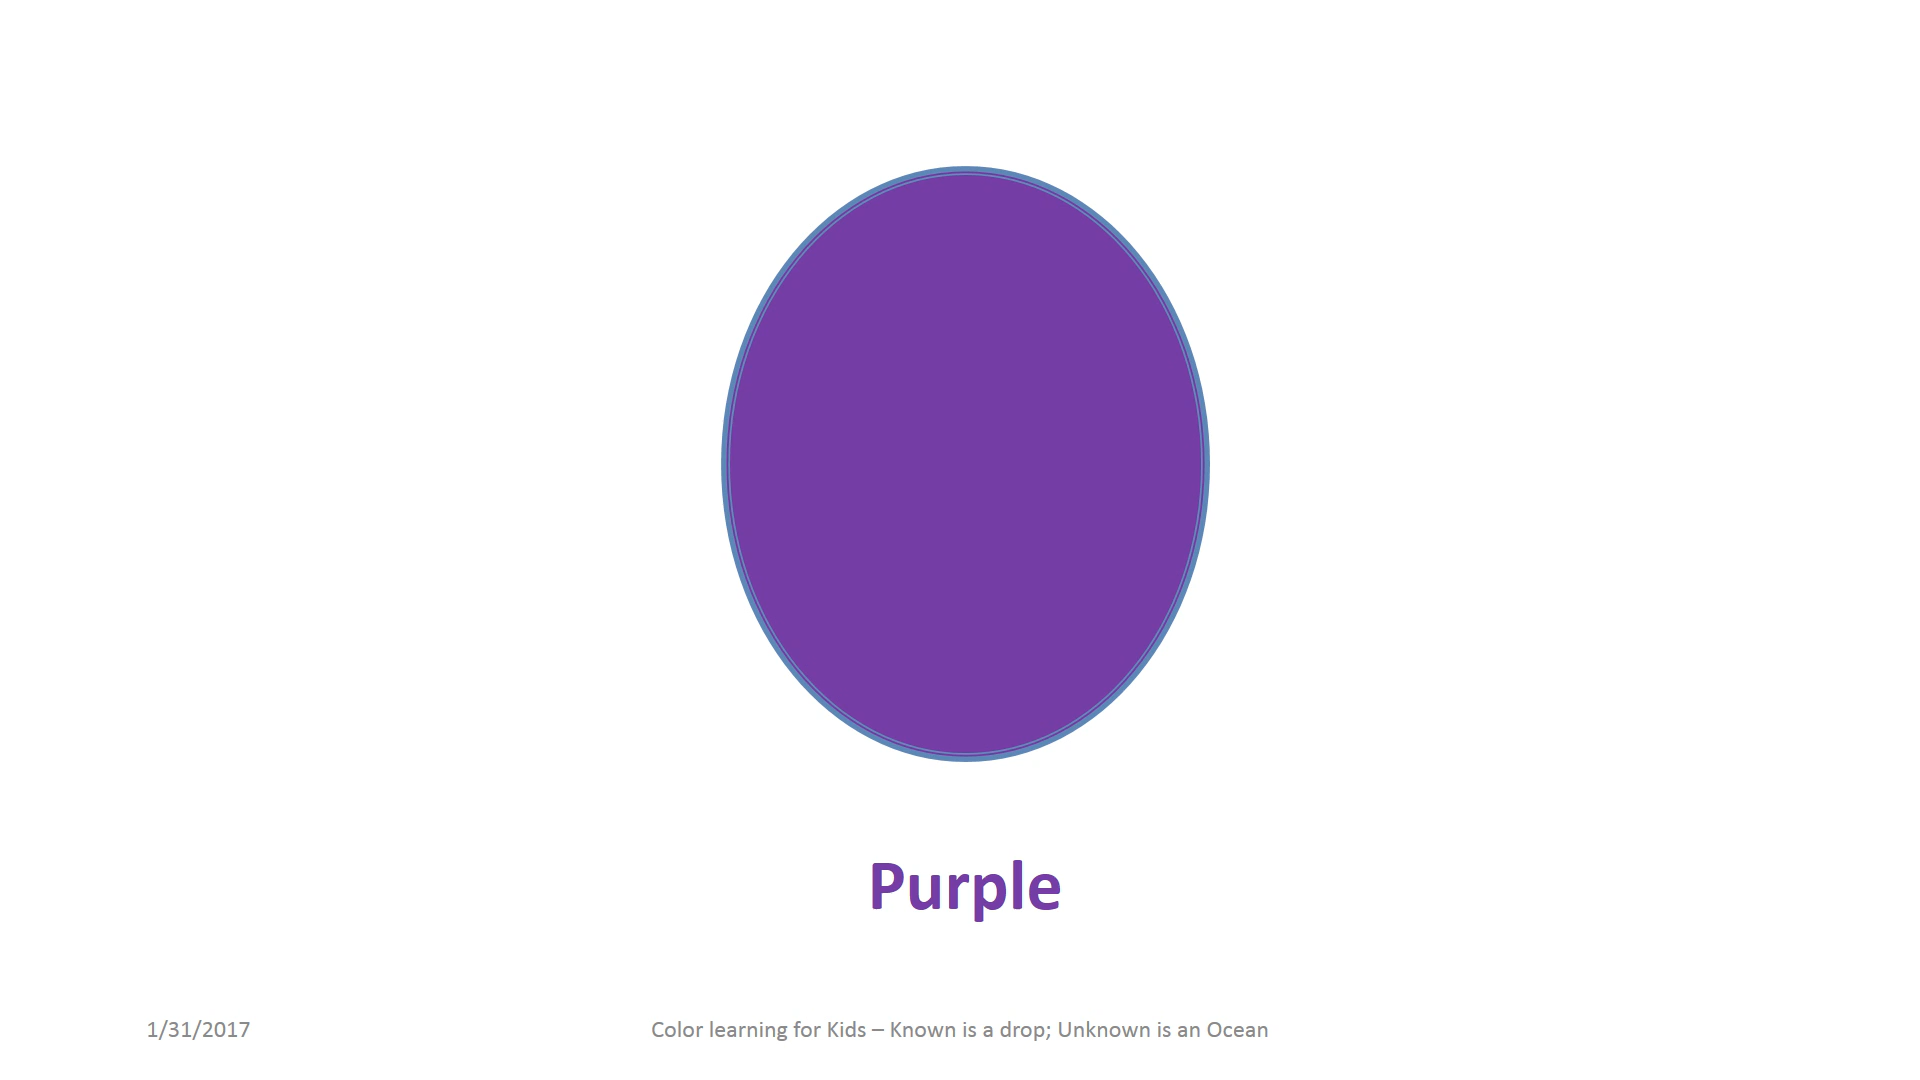 Purple
1/31/2017
Color learning for Kids – Known is a drop; Unknown is an Ocean